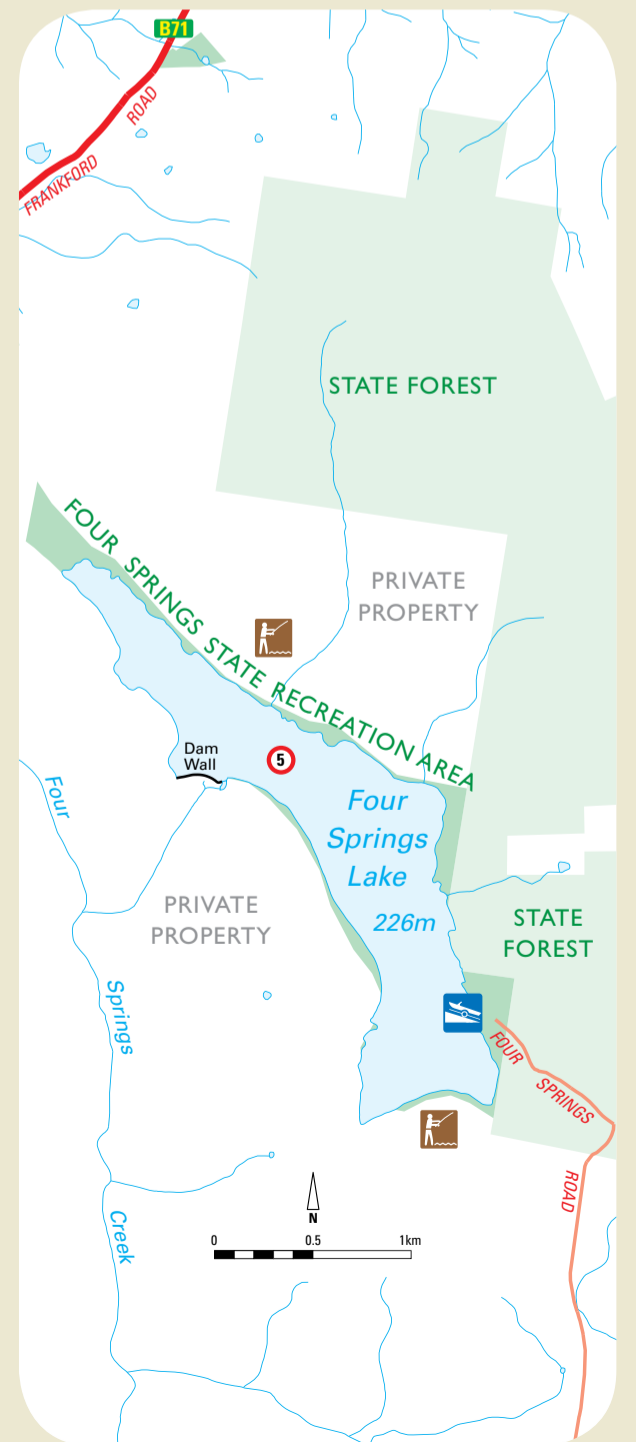 B71
FRANKFORD ROAD
STATE FOREST
FOUR SPRINGS STATE RECREATION AREA
PRIVATE
PROPERTY
Dam
Wall
5
Four
Springs
Lake
226m
Four Springs Creek
PRIVATE
PROPERTY
STATE
FOREST
FOUR SPRINGS ROAD
N
0 0.5 1km